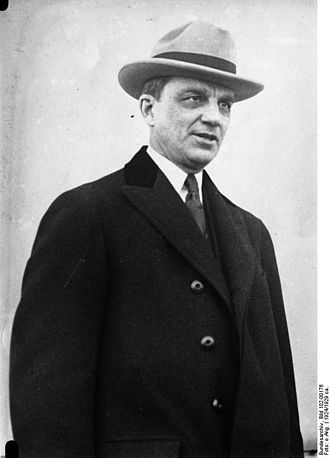 Bundesarchiv, Bild 102-00176
Foto: o.Ang. | 1924/1929 ca.